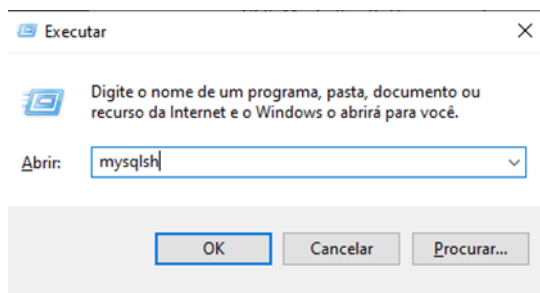 Executar
Digite o nome de um programa, pasta, documento ou
recurso da Internet e o Windows o abrirá para você.
Abrir: mysqlsh
OK Cancelar Procurar...